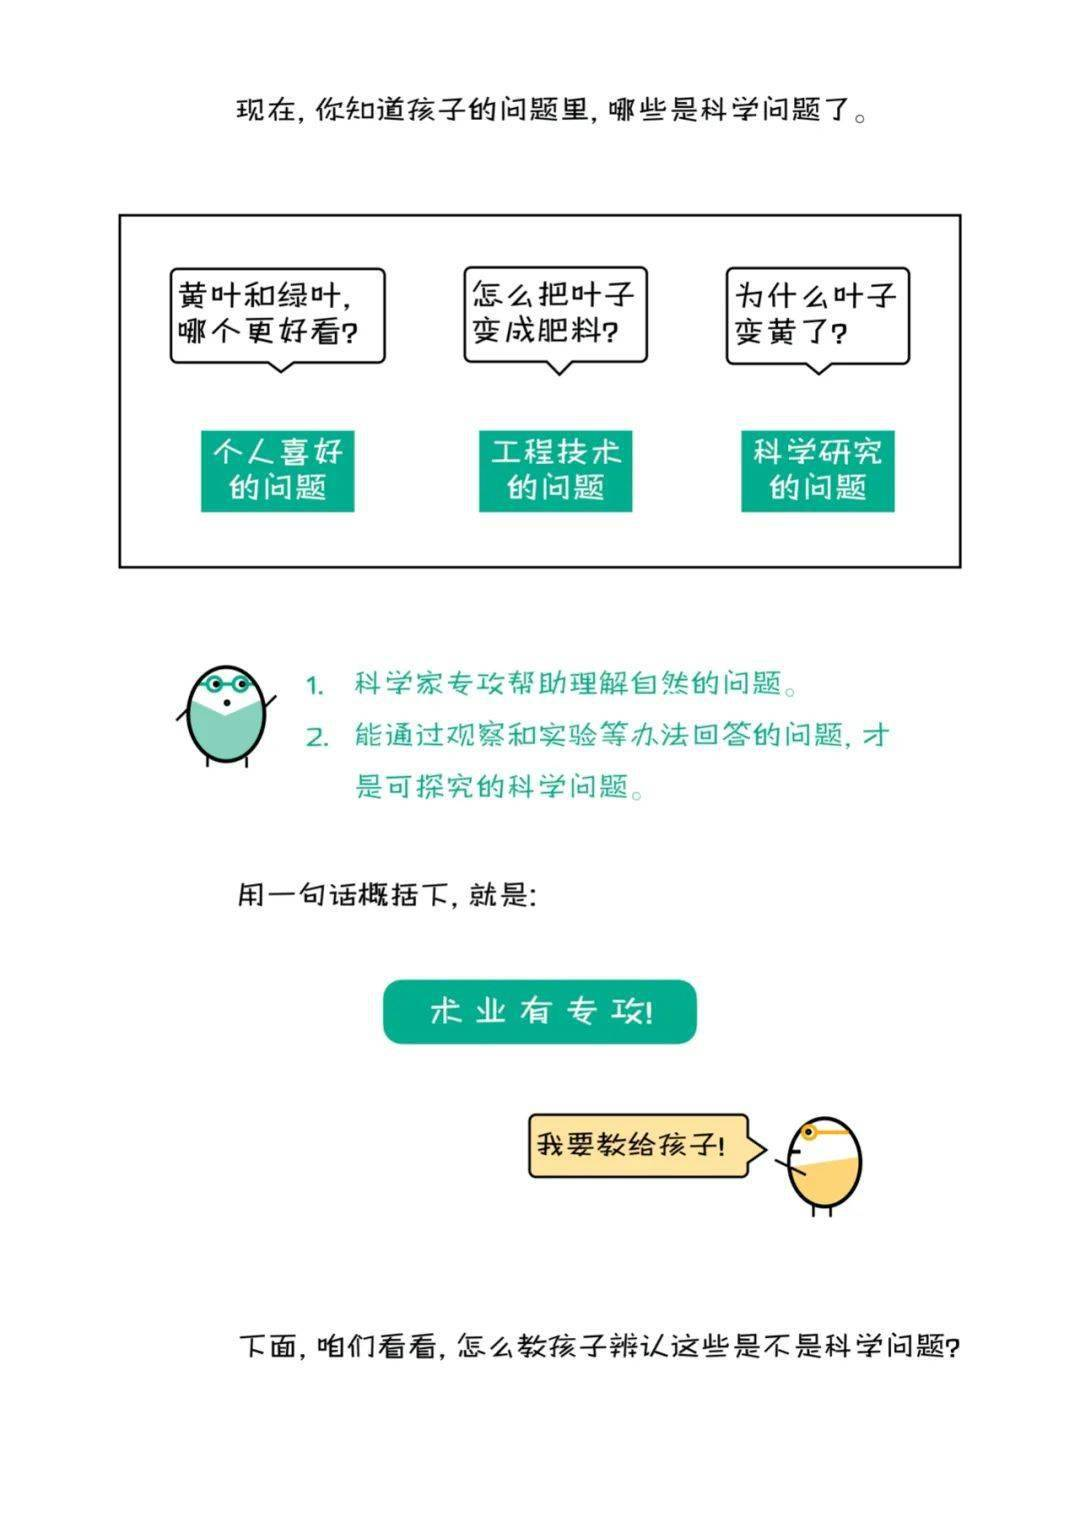 现在，你知道孩子的问题里，哪些是科学问题了。
黄叶和绿叶，
哪个更好看？
怎么把叶子
变成肥料？
为什么叶子
变黄了？
个人喜好
的问题
工程技术
的问题
科学研究
的问题
1. 科学家专攻帮助理解自然的问题。
2. 能通过观察和实验等办法回答的问题，才
是可探究的科学问题。
用一句话概括下，就是：
术业有专攻！
我要教给孩子！
下面，咱们看看，怎么教孩子辨认这些是不是科学问题？